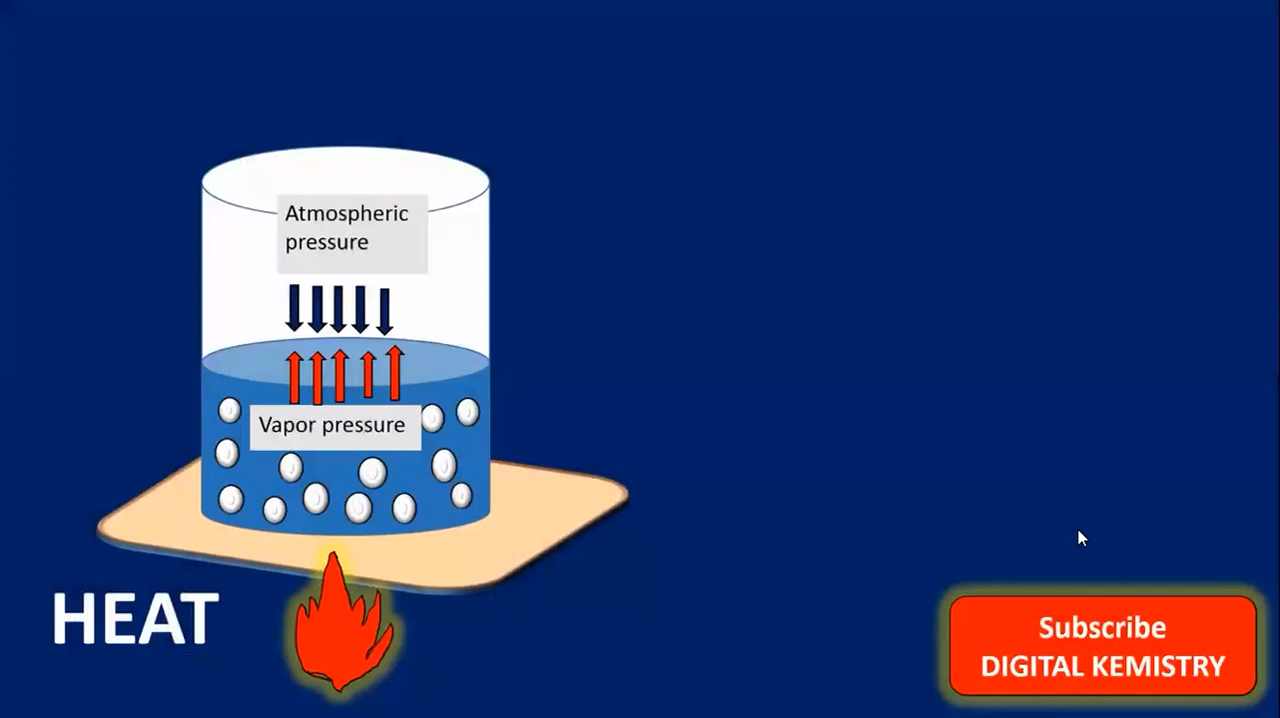 Atmospheric
pressure
Vapor pressure
HEAT
Subscribe
DIGITAL KEMISTRY